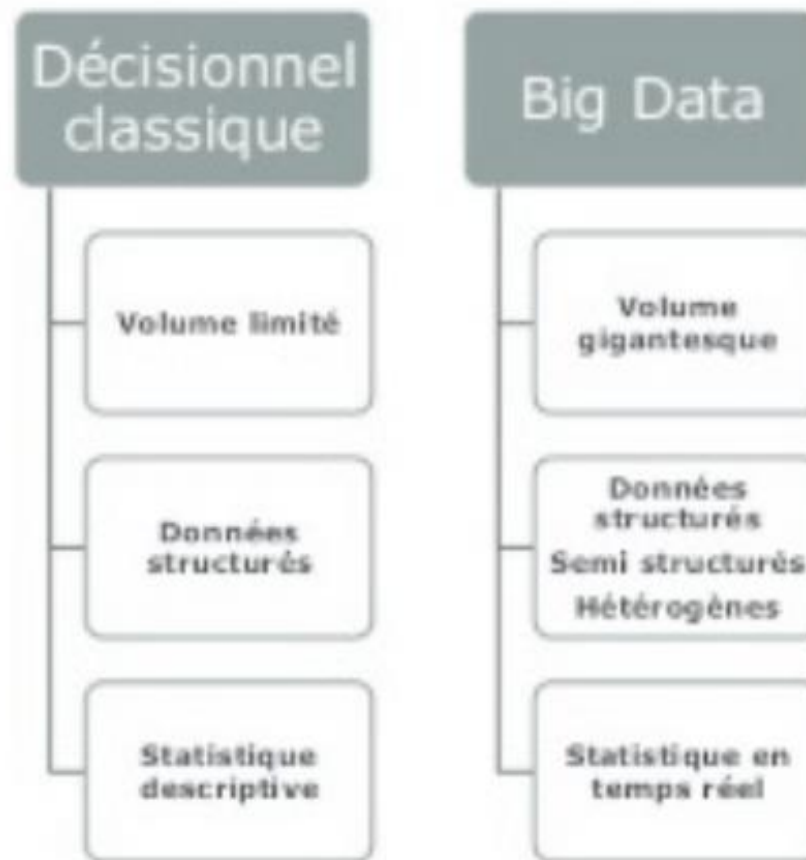 Décisionnel
classique
Volume limité
Données
structurés
Statistique
descriptive
Big Data
Volume
gigantesque
Données
structurés
Semi structurés
Hétérogènes
Statistique en
temps réel